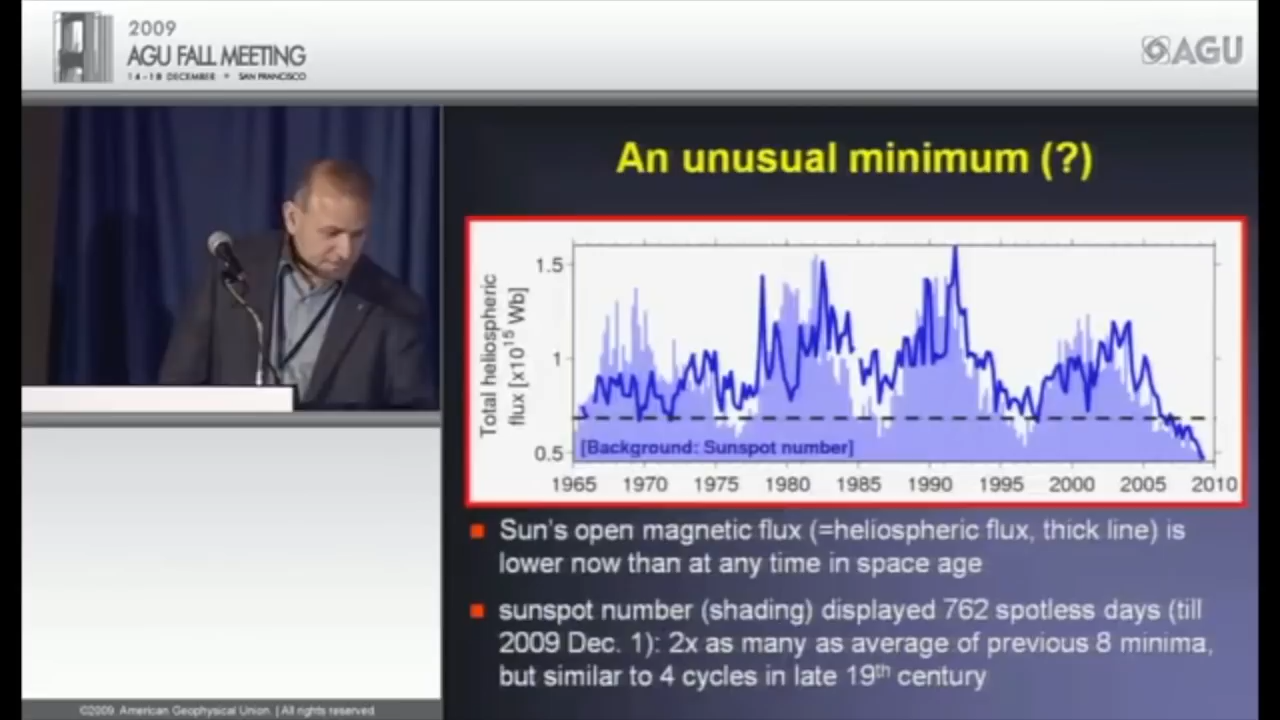 2009
AGU FALL MEETING
14-18 DECEMBER • SAN FRANCISCO
AGU
An unusual minimum (?)
Total heliospheric
flux [x10¹⁵ Wb]
1.5
1
0.5
[Background: Sunspot number]
1965 1970 1975 1980 1985 1990 1995 2000 2005 2010
Sun's open magnetic flux (=heliospheric flux, thick line) is
lower now than at any time in space age
sunspot number (shading) displayed 762 spotless days (till
2009 Dec. 1): 2x as many as average of previous 8 minima,
but similar to 4 cycles in late 19th century
©2009. American Geophysical Union. | All rights reserved.